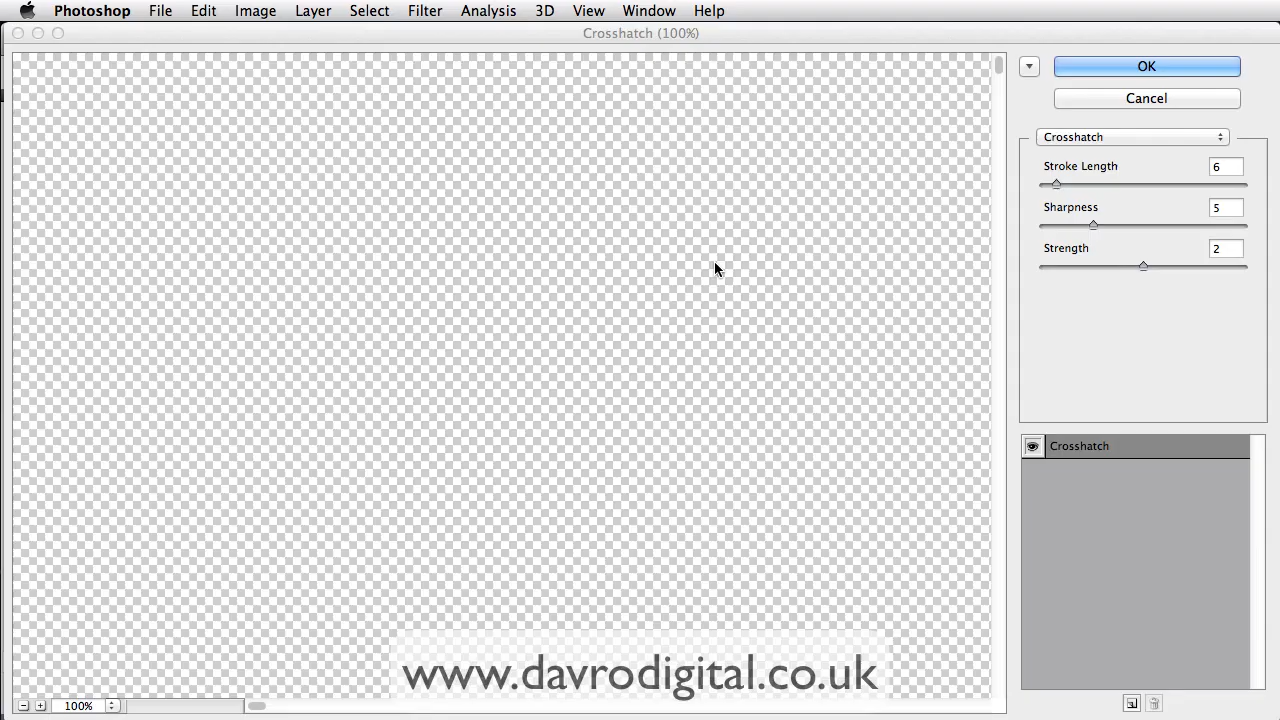 Photoshop File Edit Image Layer Select Filter Analysis 3D View Window Help
Crosshatch (100%)
OK
Cancel
Crosshatch
Stroke Length 6
Sharpness 5
Strength 2
Crosshatch
www.davrodigital.co.uk
100%